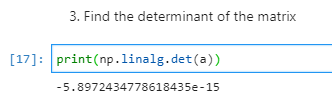 3. Find the determinant of the matrix
[17]: print(np.linalg.det(a))
-5.8972434778618435e-15